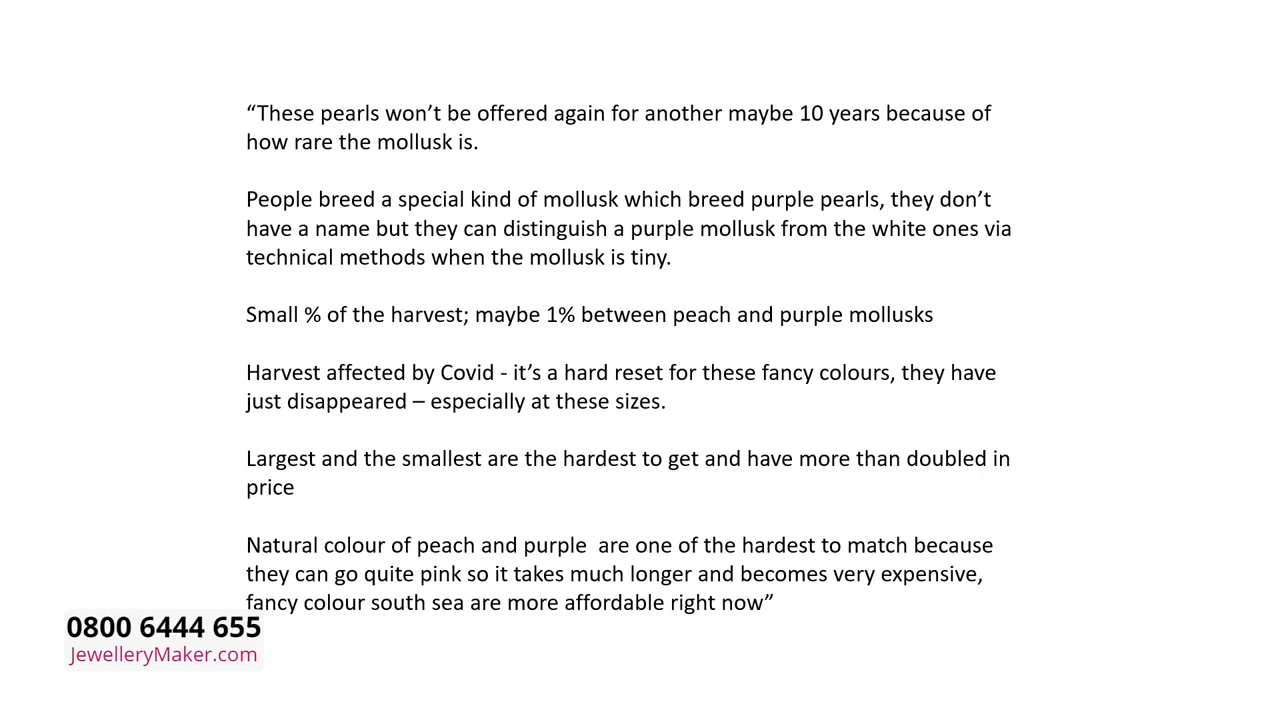 “These pearls won’t be offered again for another maybe 10 years because of
how rare the mollusk is.
People breed a special kind of mollusk which breed purple pearls, they don’t
have a name but they can distinguish a purple mollusk from the white ones via
technical methods when the mollusk is tiny.
Small % of the harvest; maybe 1% between peach and purple mollusks
Harvest affected by Covid - it’s a hard reset for these fancy colours, they have
just disappeared – especially at these sizes.
Largest and the smallest are the hardest to get and have more than doubled in
price
Natural colour of peach and purple  are one of the hardest to match because
they can go quite pink so it takes much longer and becomes very expensive,
fancy colour south sea are more affordable right now”
0800 6444 655
JewelleryMaker.com